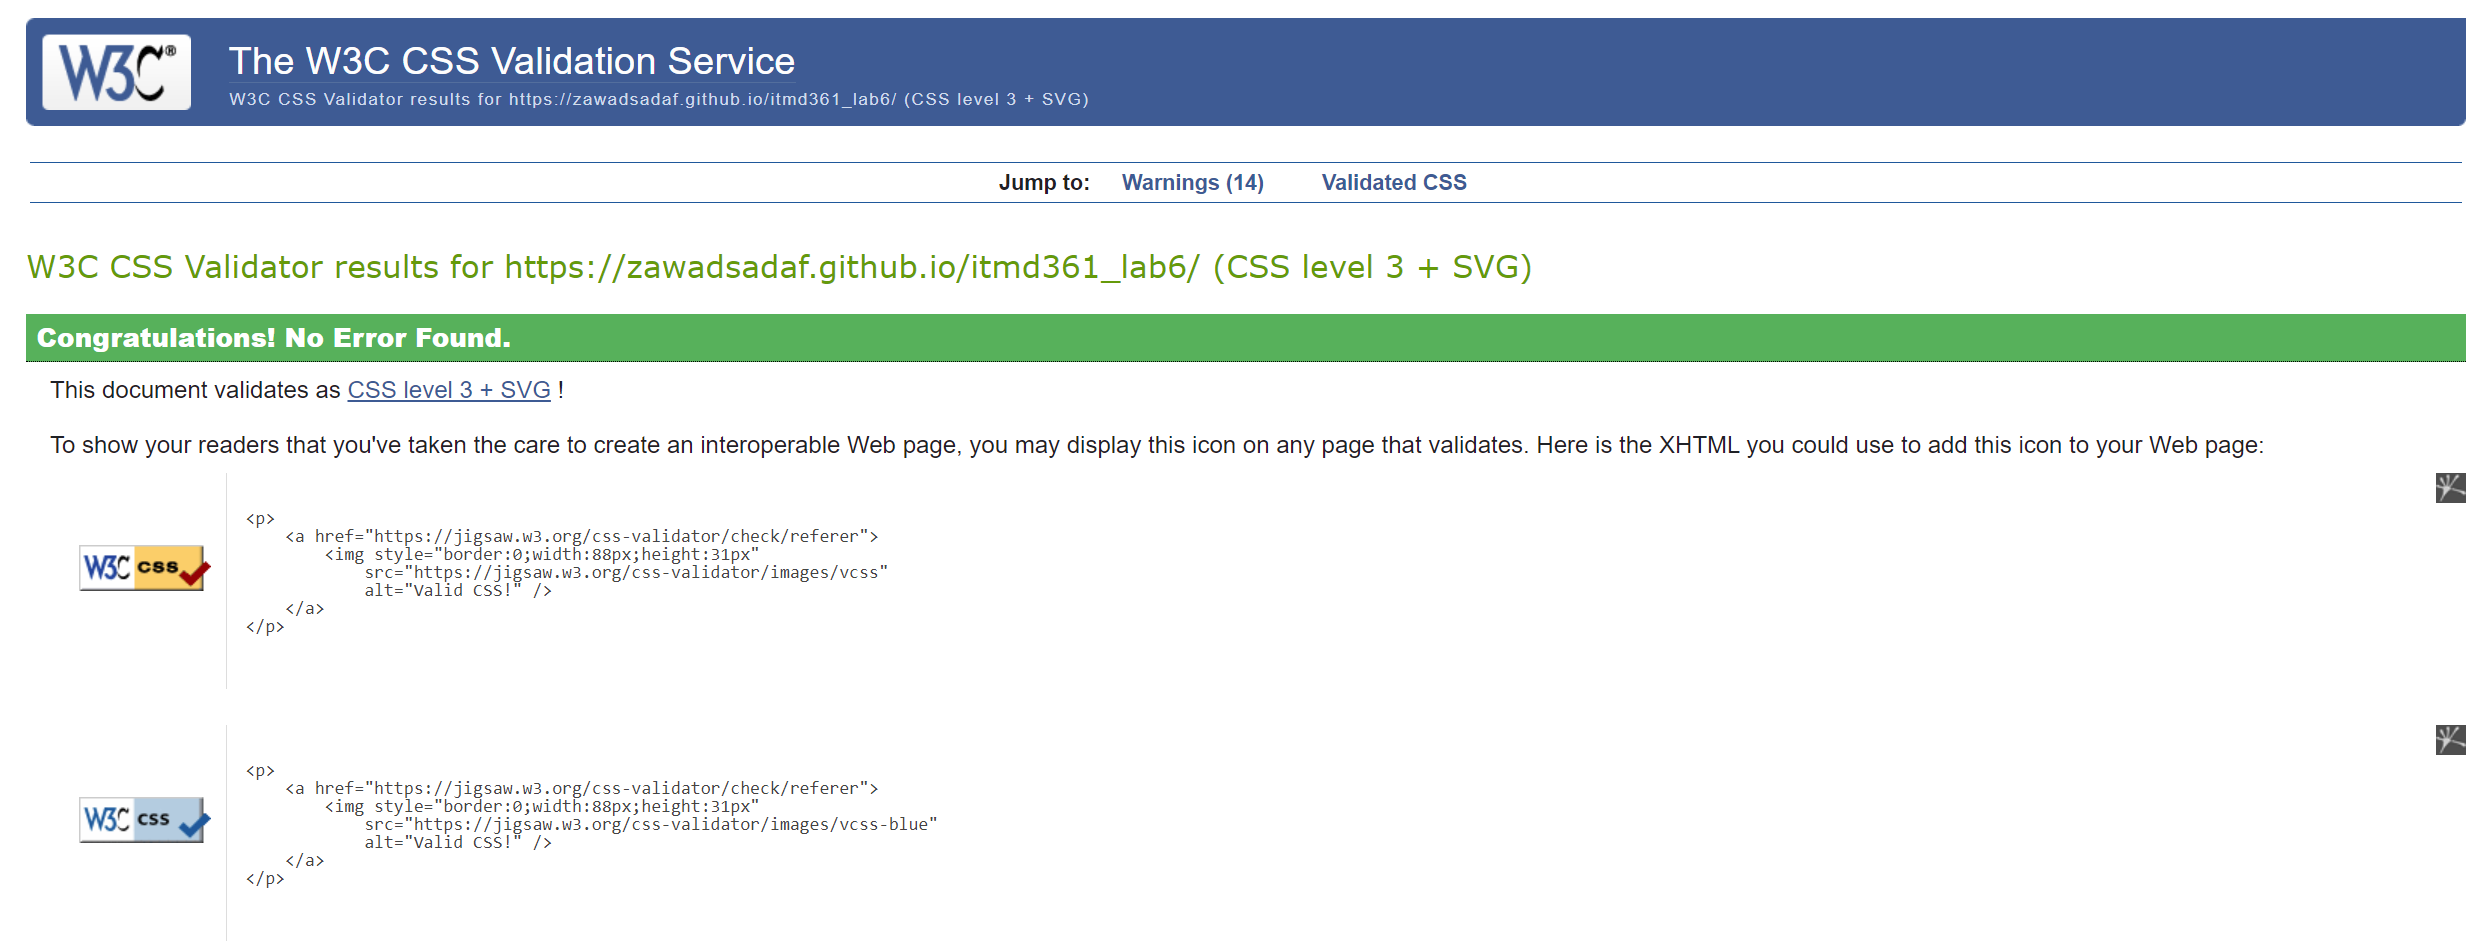 W3C®
The W3C CSS Validation Service
W3C CSS Validator results for https://zawadsadaf.github.io/itmd361_lab6/ (CSS level 3 + SVG)
Jump to: Warnings (14) Validated CSS
W3C CSS Validator results for https://zawadsadaf.github.io/itmd361_lab6/ (CSS level 3 + SVG)
Congratulations! No Error Found.
This document validates as CSS level 3 + SVG !
To show your readers that you've taken the care to create an interoperable Web page, you may display this icon on any page that validates. Here is the XHTML you could use to add this icon to your Web page:
W3C css
<p>
    <a href="https://jigsaw.w3.org/css-validator/check/referer">
        <img style="border:0;width:88px;height:31px"
            src="https://jigsaw.w3.org/css-validator/images/vcss"
            alt="Valid CSS!" />
    </a>
</p>
W3C css
<p>
    <a href="https://jigsaw.w3.org/css-validator/check/referer">
        <img style="border:0;width:88px;height:31px"
            src="https://jigsaw.w3.org/css-validator/images/vcss-blue"
            alt="Valid CSS!" />
    </a>
</p>